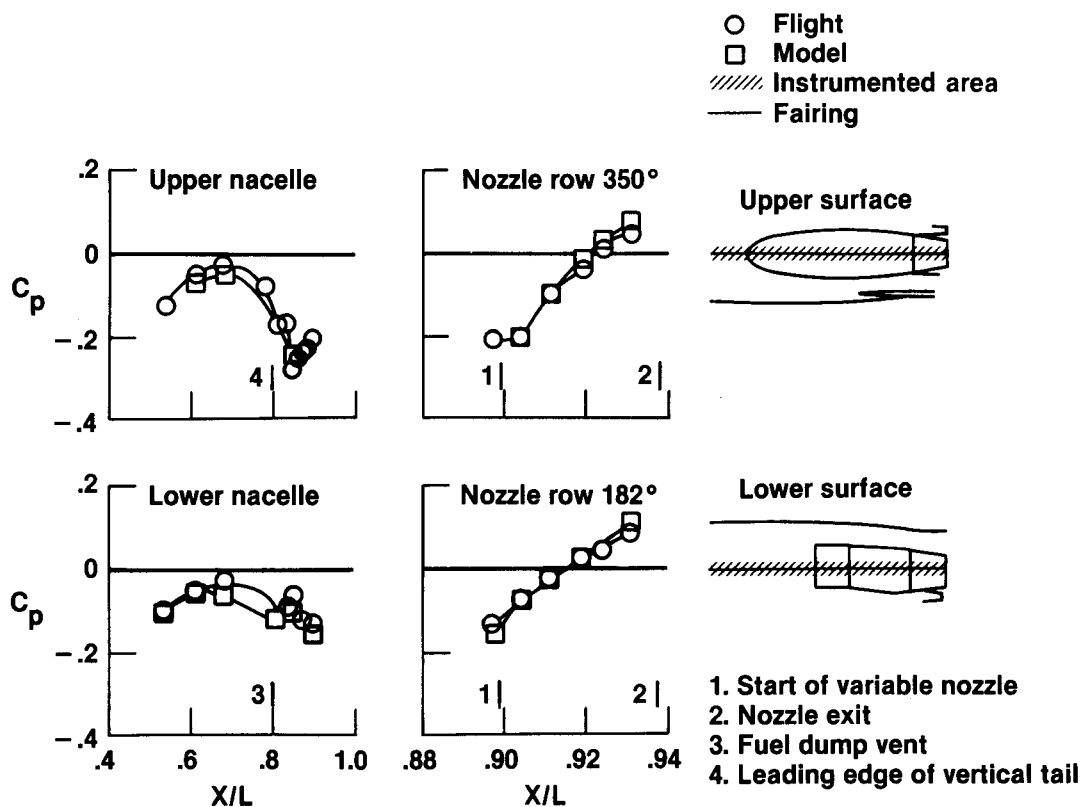 Flight
Model
Instrumented area
Fairing
.2
0
C_p
−.2
−.4
Upper nacelle
4
Nozzle row 350°
1
2
Upper surface
.2
0
C_p
−.2
−.4
Lower nacelle
3
.4
.6
.8
1.0
X/L
Nozzle row 182°
1
2
.88
.90
.92
.94
X/L
Lower surface
1. Start of variable nozzle
2. Nozzle exit
3. Fuel dump vent
4. Leading edge of vertical tail